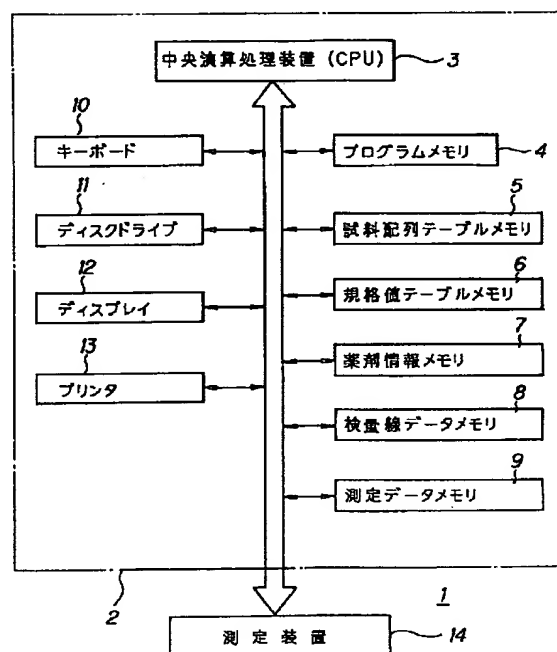 中央演算処理装置 (CPU)
3
10
キーボード
プログラムメモリ
4
11
ディスクドライブ
5
試料配列テーブルメモリ
12
ディスプレイ
6
規格値テーブルメモリ
13
プリンタ
7
薬剤情報メモリ
8
検量線データメモリ
9
測定データメモリ
2
1
測定装置
14